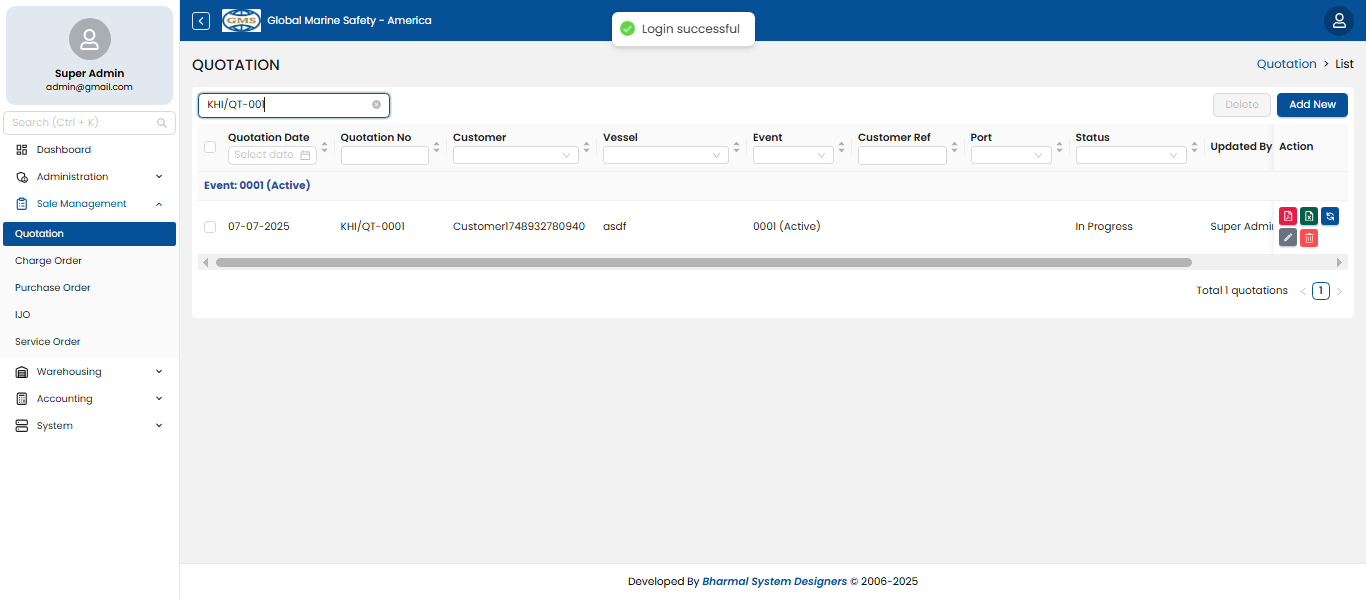 Super Admin
admin@gmail.com
Search (Ctrl + K)
Dashboard
Administration
Sale Management
Quotation
Charge Order
Purchase Order
IJO
Service Order
Warehousing
Accounting
System
GMS
Global Marine Safety - America
Login successful
QUOTATION
Quotation > List
KHI/QT-001
Delete
Add New
Quotation Date
Quotation No
Customer
Vessel
Event
Customer Ref
Port
Status
Updated By
Action
Select date
Event: 0001 (Active)
07-07-2025
KHI/QT-0001
Customer1748932780940
asdf
0001 (Active)
In Progress
Super Admin
Total 1 quotations
< 1 >
Developed By Bharmal System Designers © 2006-2025